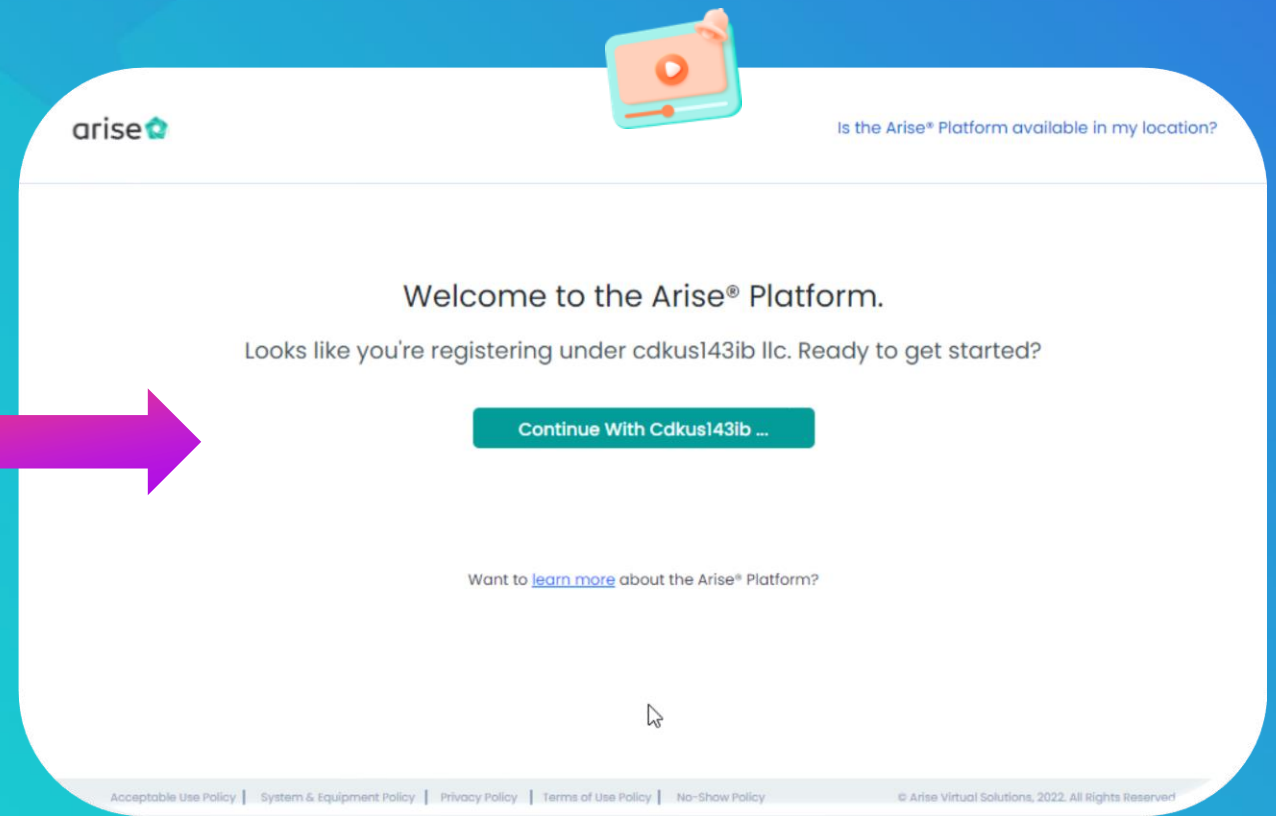 arise
Is the Arise® Platform available in my location?
Welcome to the Arise® Platform.
Looks like you're registering under cdkus143ib llc. Ready to get started?
Continue With Cdkus143ib ...
Want to learn more about the Arise® Platform?
Acceptable Use Policy | System & Equipment Policy | Privacy Policy | Terms of Use Policy | No-Show Policy © Arise Virtual Solutions, 2022. All Rights Reserved